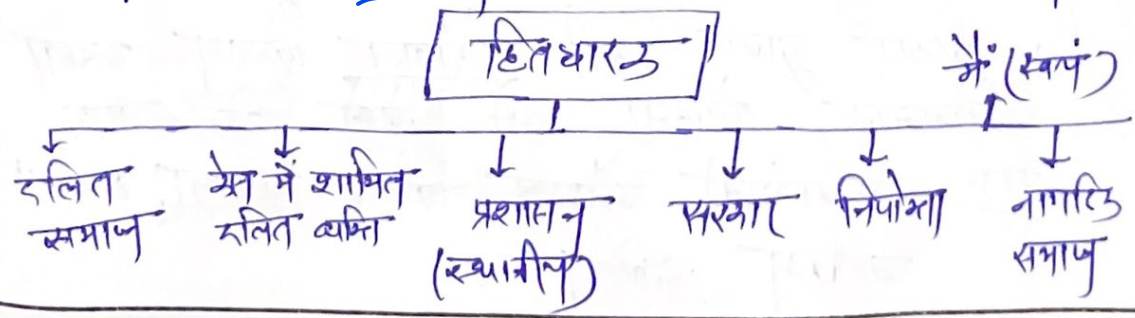 हितधारक
मैं (स्वयं)
दलित समाज
केस में शामिल दलित व्यक्ति
प्रशासन (स्थानीय)
सरकार
नियोक्ता
नागरिक समाज